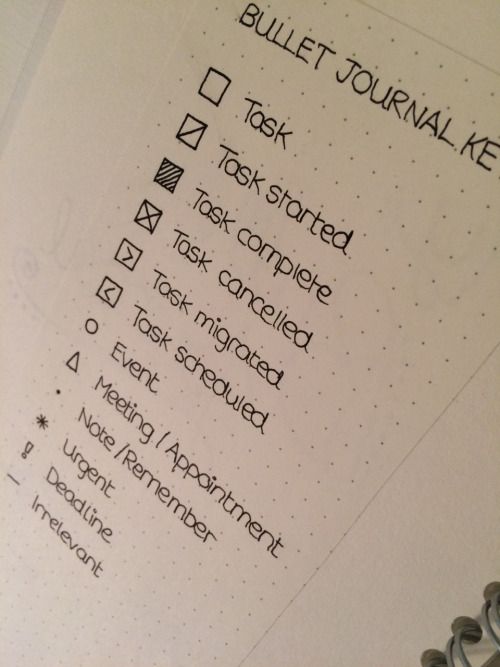 BULLET JOURNAL KE
Task
Task started
Task complete
Task cancelled
Task migrated
Task scheduled
Event
Meeting / Appointment
Note/Remember
* Urgent
! Deadline
– Irrelevant